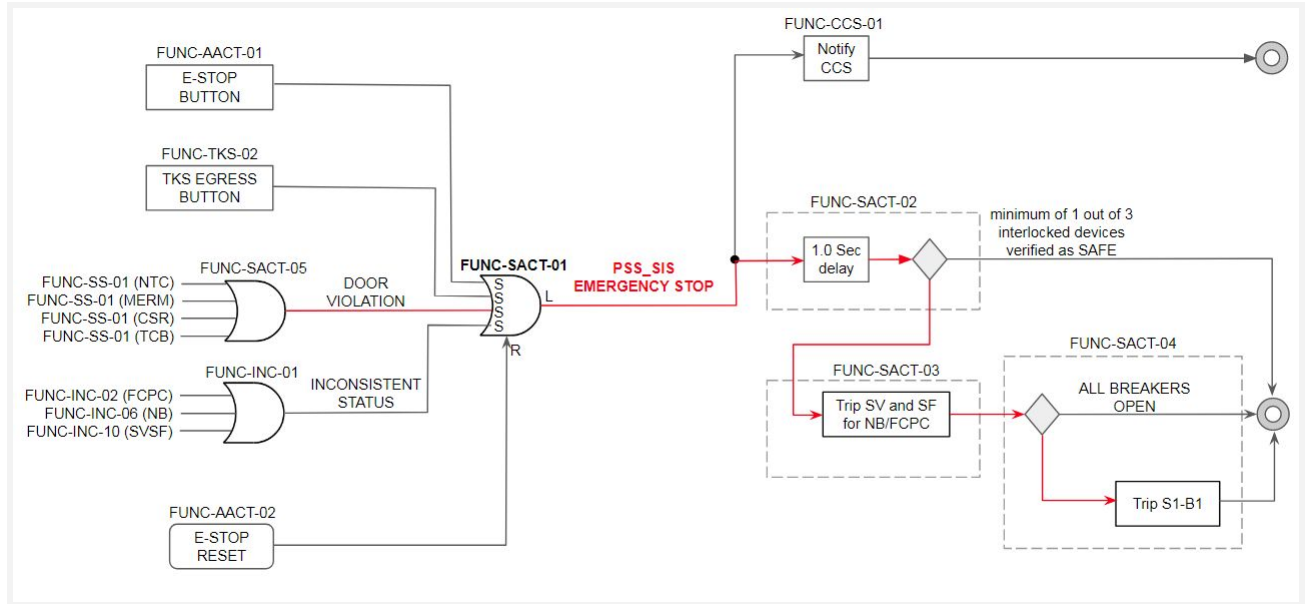 FUNC-CCS-01
Notify
CCS
FUNC-AACT-01
E-STOP
BUTTON
FUNC-TKS-02
TKS EGRESS
BUTTON
FUNC-SACT-05
FUNC-SS-01 (NTC)
FUNC-SS-01 (MERM)
FUNC-SS-01 (CSR)
FUNC-SS-01 (TCB)
DOOR
VIOLATION
FUNC-INC-01
FUNC-INC-02 (FCPC)
FUNC-INC-06 (NB)
FUNC-INC-10 (SVSF)
INCONSISTENT
STATUS
FUNC-AACT-02
E-STOP
RESET
FUNC-SACT-01
S
S
S
S
L
R
PSS_SIS
EMERGENCY STOP
FUNC-SACT-02
1.0 Sec
delay
minimum of 1 out of 3
interlocked devices
verified as SAFE
FUNC-SACT-03
Trip SV and SF
for NB/FCPC
FUNC-SACT-04
ALL BREAKERS
OPEN
Trip S1-B1